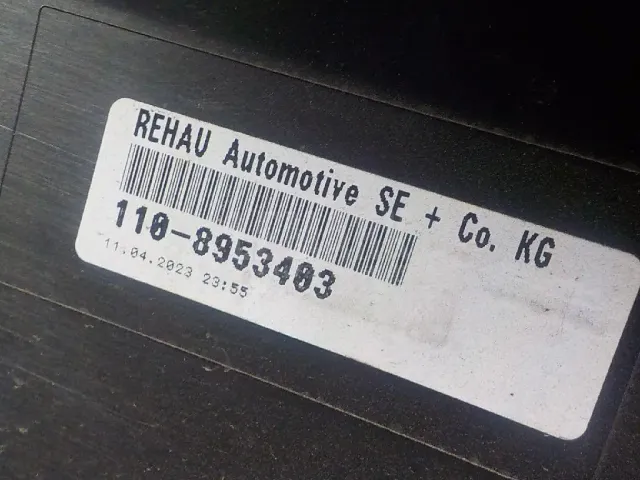 REHAU Automotive SE + Co. KG
110-8953403
11.04.2023 23:55